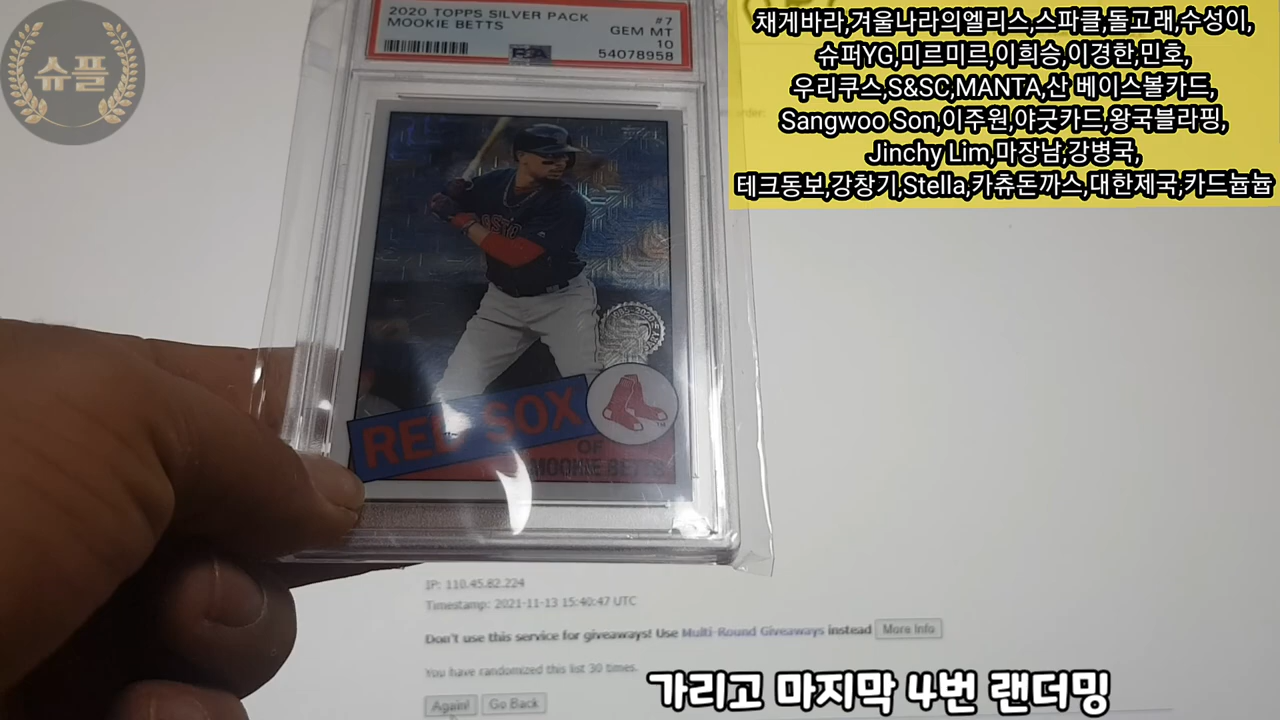 슈플
2020 TOPPS SILVER PACK #7
MOOKIE BETTS GEM MT
10
PSA 54078958
채게바라,겨울나라의엘리스,스파클,돌고래,수성이,
슈퍼YG,미르미르,이희승,이경한,민호,
우리쿠스,S&SC,MANTA,산 베이스볼카드,
Sangwoo Son,이주원,야굿카드,왕국블라핑,
Jinchy Lim,마장남,강병국,
테크동보,강창기,Stella,카츄돈까스,대한제국,카드뉸뉸
RED SOX
OF
MOOKIE BETTS
IP: 110.45.82.224
Timestamp: 2021-11-13 15:40:47 UTC
Don't use this service for giveaways! Use Multi-Round Giveaways instead More Info
You have randomized this list 30 times.
Again! Go Back
가리고 마지막 4번 랜더밍